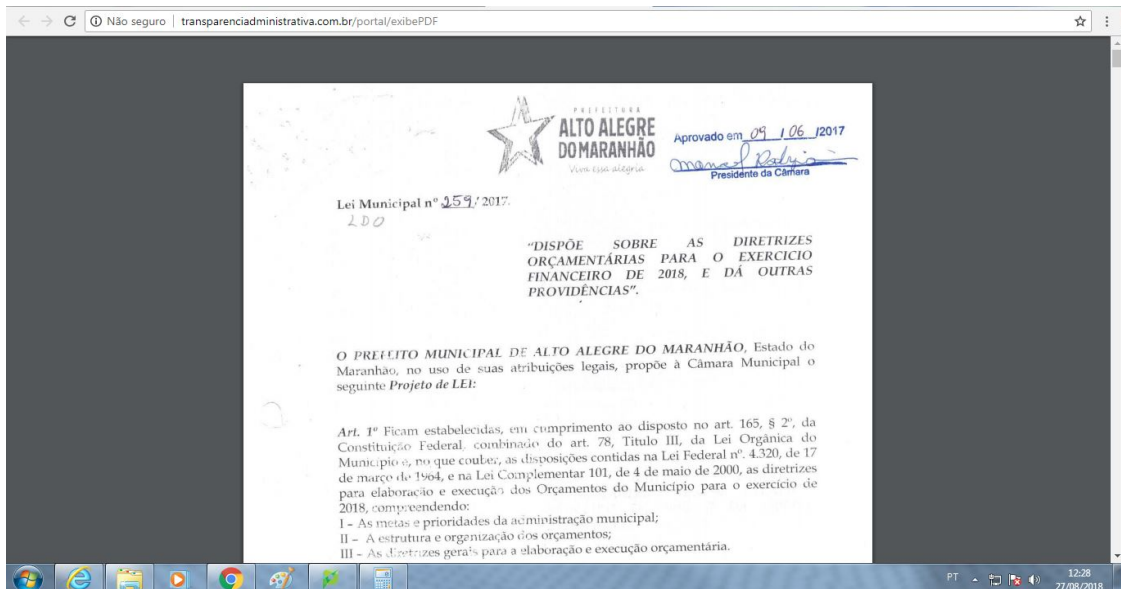 Não seguro | transparenciadministrativa.com.br/portal/exibePDF
PREFEITURA
ALTO ALEGRE
DO MARANHÃO
Viva essa alegria
Aprovado em 09 / 06 /2017
Presidente da Câmara
Lei Municipal nº 259/ 2017.
LDO
"DISPÕE SOBRE AS DIRETRIZES
ORÇAMENTÁRIAS PARA O EXERCICIO
FINANCEIRO DE 2018, E DÁ OUTRAS
PROVIDÊNCIAS".
O PREFEITO MUNICIPAL DE ALTO ALEGRE DO MARANHÃO, Estado do
Maranhão, no uso de suas atribuições legais, propõe à Câmara Municipal o
seguinte Projeto de LEI:
Art. 1º Ficam estabelecidas, em cumprimento ao disposto no art. 165, § 2º, da
Constituição Federal, combinado do art. 78, Titulo III, da Lei Orgânica do
Município e, no que couber, as disposições contidas na Lei Federal nº. 4.320, de 17
de março de 1964, e na Lei Complementar 101, de 4 de maio de 2000, as diretrizes
para elaboração e execução dos Orçamentos do Município para o exercício de
2018, compreendendo:
I – As metas e prioridades da administração municipal;
II – A estrutura e organização dos orçamentos;
III – As diretrizes gerais para a elaboração e execução orçamentária.
PT
12:28
27/08/2018